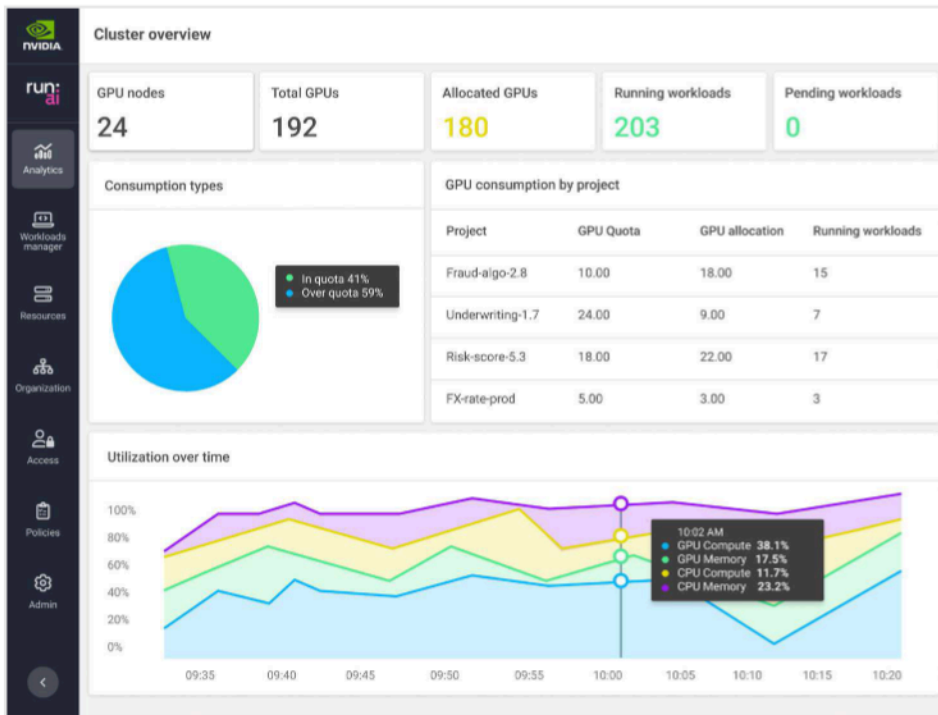 NVIDIA
Cluster overview
run:
ai
GPU nodes
24
Total GPUs
192
Allocated GPUs
180
Running workloads
203
Pending workloads
0
Analytics
Workloads
manager
Resources
Organization
Access
Policies
Admin
Consumption types
In quota 41%
Over quota 59%
GPU consumption by project
Project GPU Quota GPU allocation Running workloads
Fraud-algo-2.8 10.00 18.00 15
Underwriting-1.7 24.00 9.00 7
Risk-score-5.3 18.00 22.00 17
FX-rate-prod 5.00 3.00 3
Utilization over time
100%
80%
60%
40%
20%
0%
10:02 AM
GPU Compute 38.1%
GPU Memory 17.5%
CPU Compute 11.7%
CPU Memory 23.2%
09:35 09:40 09:45 09:50 09:55 10:00 10:05 10:10 10:15 10:20